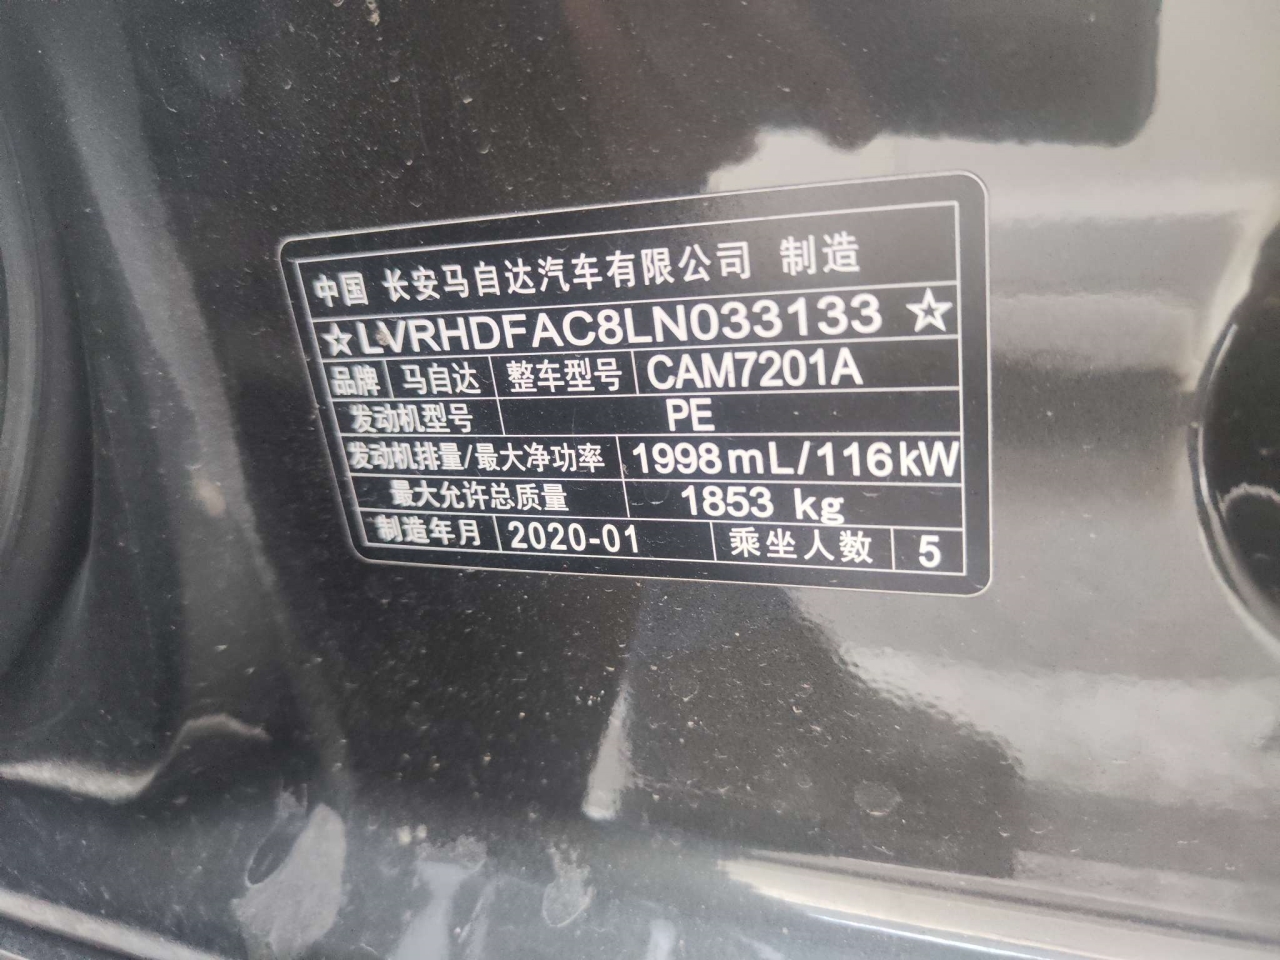 中国 长安马自达汽车有限公司 制造
☆LVRHDFAC8LN033133☆
品牌 马自达 整车型号 CAM7201A
发动机型号 PE
发动机排量/最大净功率 1998mL/116kW
最大允许总质量 1853 kg
制造年月 2020-01 乘坐人数 5